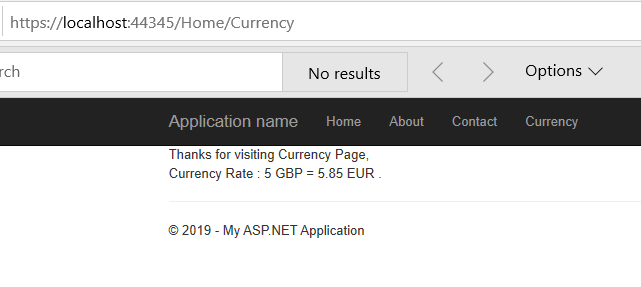 https://localhost:44345/Home/Currency
rch No results Options
Application name Home About Contact Currency
Thanks for visiting Currency Page,
Currency Rate : 5 GBP = 5.85 EUR .
© 2019 - My ASP.NET Application